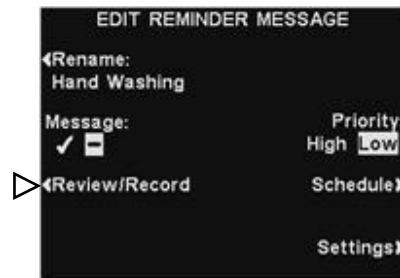 EDIT REMINDER MESSAGE
Rename:
Hand Washing
Message: Priority
High Low
Review/Record Schedule
Settings